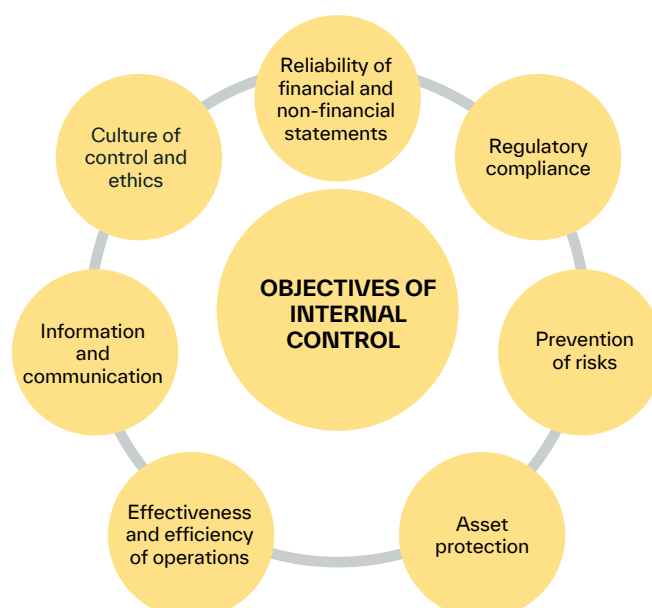 Reliability of
financial and
non-financial
statements
Regulatory
compliance
Prevention
of risks
Asset
protection
Effectiveness
and efficiency
of operations
Information
and
communication
Culture of
control and
ethics
OBJECTIVES OF
INTERNAL
CONTROL